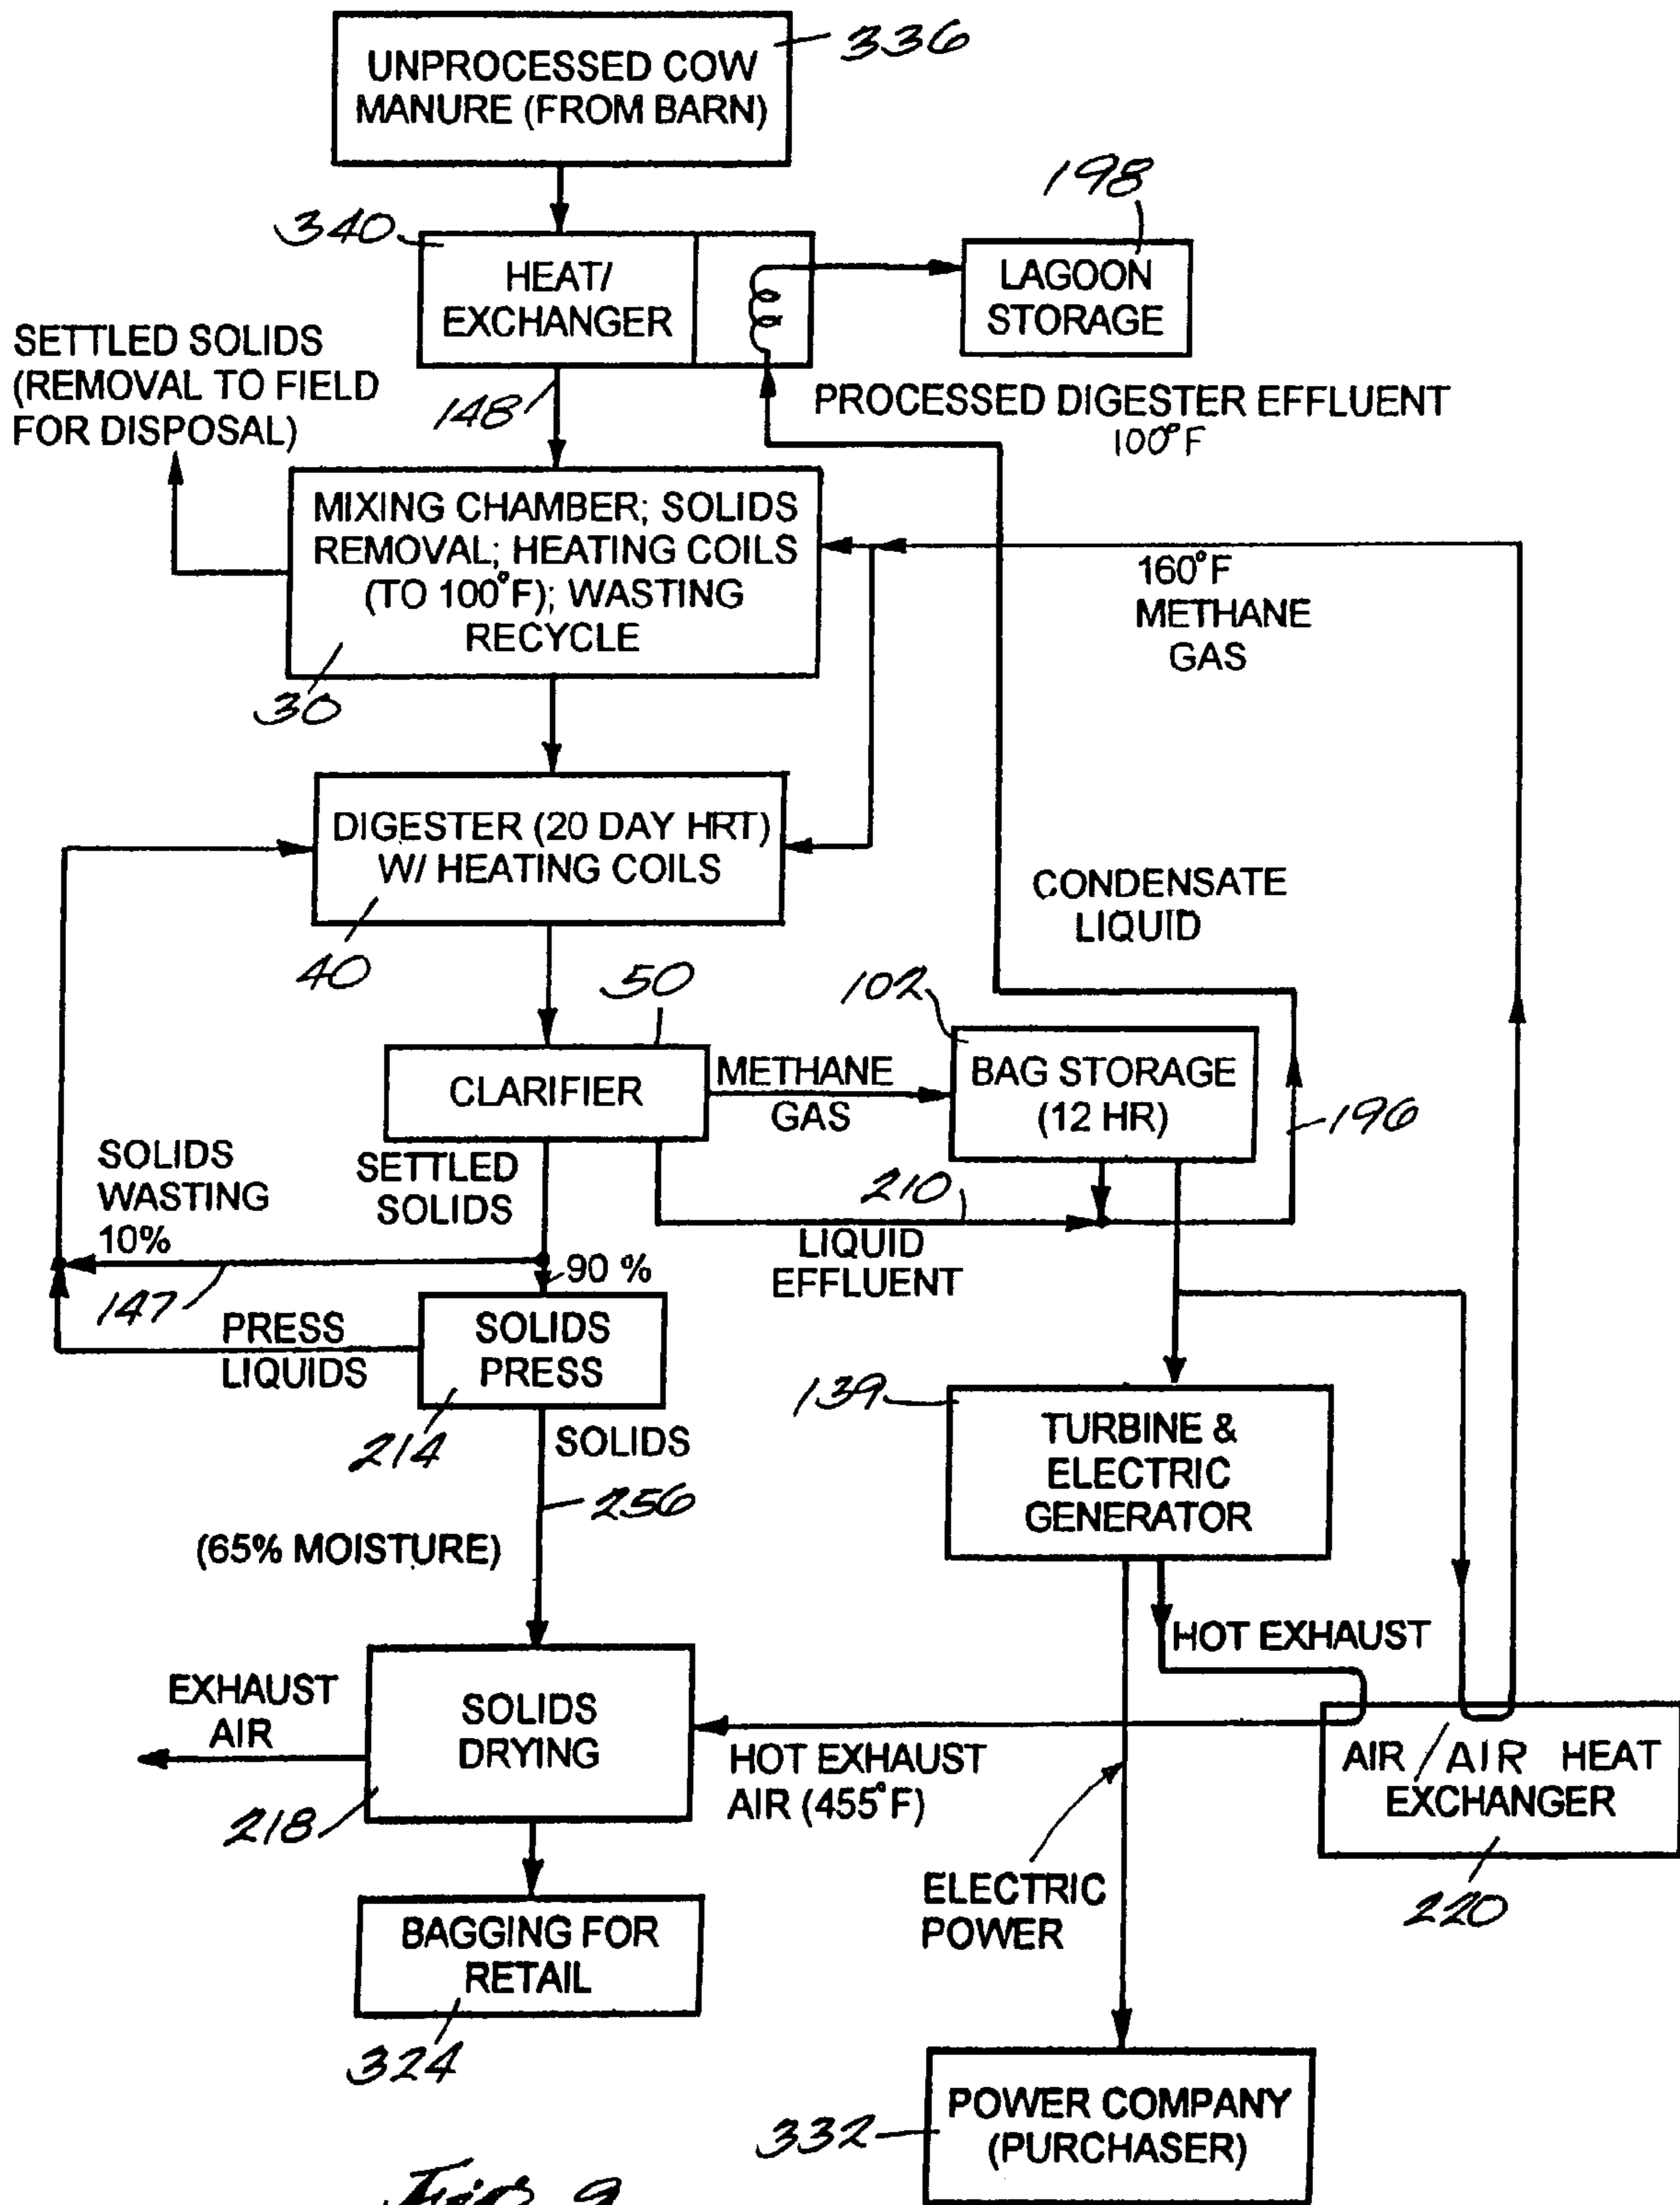 UNPROCESSED COW
MANURE (FROM BARN)
336
198
340
HEAT/
EXCHANGER
LAGOON
STORAGE
SETTLED SOLIDS
(REMOVAL TO FIELD
FOR DISPOSAL)
148
PROCESSED DIGESTER EFFLUENT
100°F
MIXING CHAMBER; SOLIDS
REMOVAL; HEATING COILS
(TO 100°F); WASTING
RECYCLE
160°F
METHANE
GAS
30
DIGESTER (20 DAY HRT)
W/ HEATING COILS
40
CONDENSATE
LIQUID
50
102
CLARIFIER
METHANE
GAS
BAG STORAGE
(12 HR)
196
SETTLED
SOLIDS
SOLIDS
WASTING
10%
210
LIQUID
EFFLUENT
90 %
147
PRESS
LIQUIDS
SOLIDS
PRESS
214
SOLIDS
256
(65% MOISTURE)
139
TURBINE &
ELECTRIC
GENERATOR
HOT EXHAUST
EXHAUST
AIR
SOLIDS
DRYING
HOT EXHAUST
AIR (455°F)
AIR / AIR HEAT
EXCHANGER
218
220
ELECTRIC
POWER
BAGGING FOR
RETAIL
324
POWER COMPANY
(PURCHASER)
332
Fig. 9